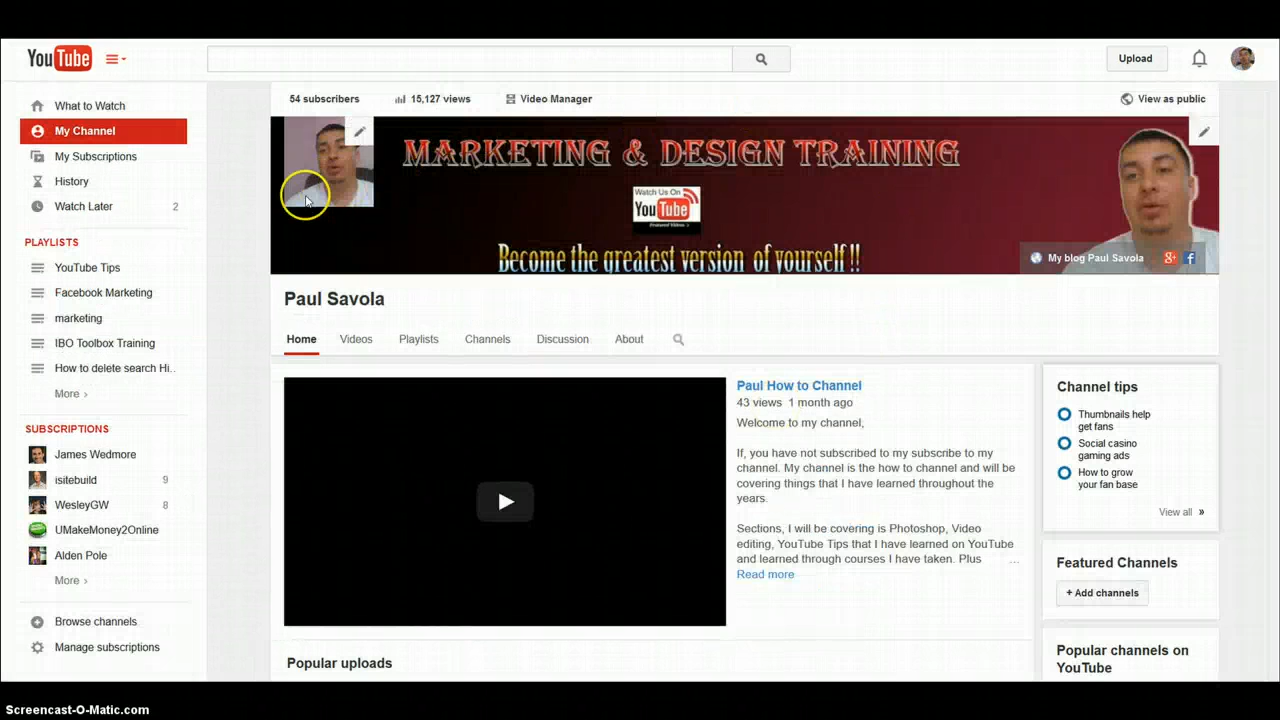 YouTube
Upload
What to Watch
My Channel
My Subscriptions
History
Watch Later 2
PLAYLISTS
YouTube Tips
Facebook Marketing
marketing
IBO Toolbox Training
How to delete search Hi..
More ›
SUBSCRIPTIONS
James Wedmore
isitebuild 9
WesleyGW 8
UMakeMoney2Online
Alden Pole
More ›
Browse channels
Manage subscriptions
54 subscribers 15,127 views Video Manager View as public
MARKETING & DESIGN TRAINING
Watch Us On
YouTube
Become the greatest version of yourself !!
My blog Paul Savola
Paul Savola
Home Videos Playlists Channels Discussion About
Paul How to Channel
43 views 1 month ago
Welcome to my channel,
If, you have not subscribed to my subscribe to my
channel. My channel is the how to channel and will be
covering things that I have learned throughout the
years.
Sections, I will be covering is Photoshop, Video
editing, YouTube Tips that I have learned on YouTube
and learned through courses I have taken. Plus ...
Read more
Popular uploads
Channel tips
Thumbnails help
get fans
Social casino
gaming ads
How to grow
your fan base
View all »
Featured Channels
+ Add channels
Popular channels on
YouTube
Screencast-O-Matic.com